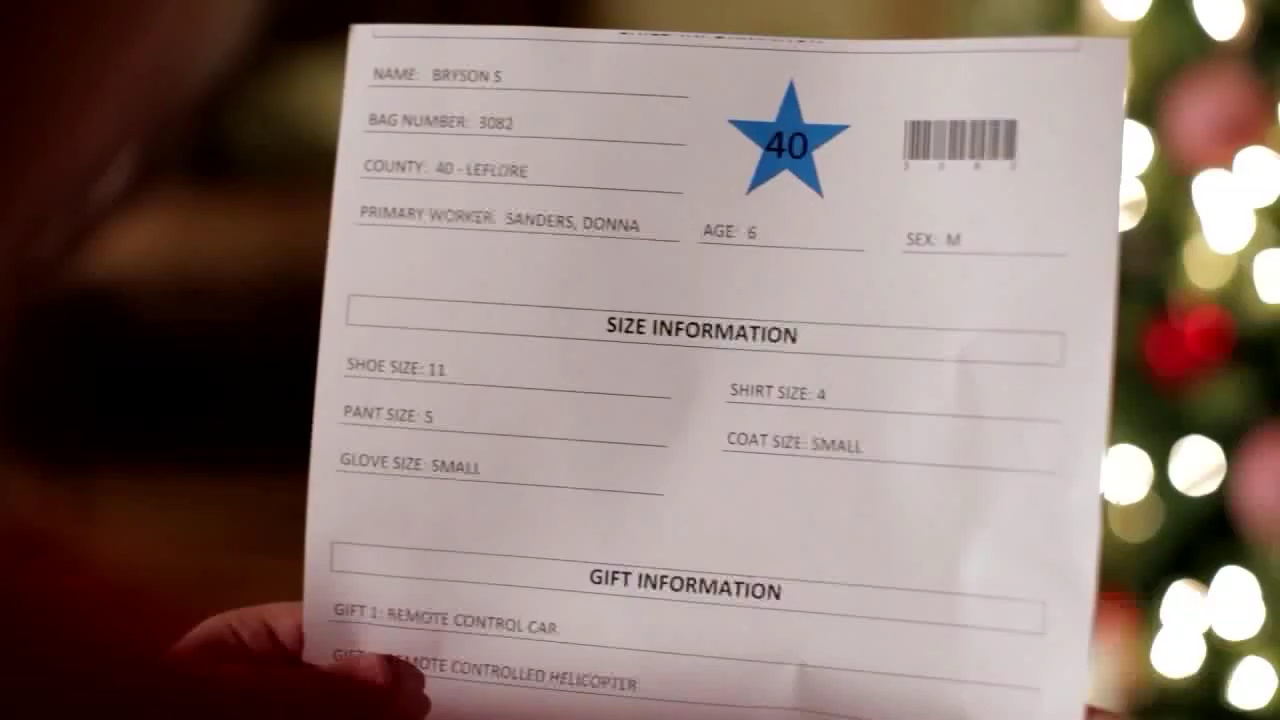 NAME: BRYSON S
BAG NUMBER: 3082
COUNTY: 40 - LEFLORE
PRIMARY WORKER: SANDERS, DONNA
40
AGE: 6
SEX: M
SIZE INFORMATION
SHOE SIZE: 11
SHIRT SIZE: 4
PANT SIZE: 5
COAT SIZE: SMALL
GLOVE SIZE: SMALL
GIFT INFORMATION
GIFT 1: REMOTE CONTROL CAR
CONTROLLED HELICOPTER